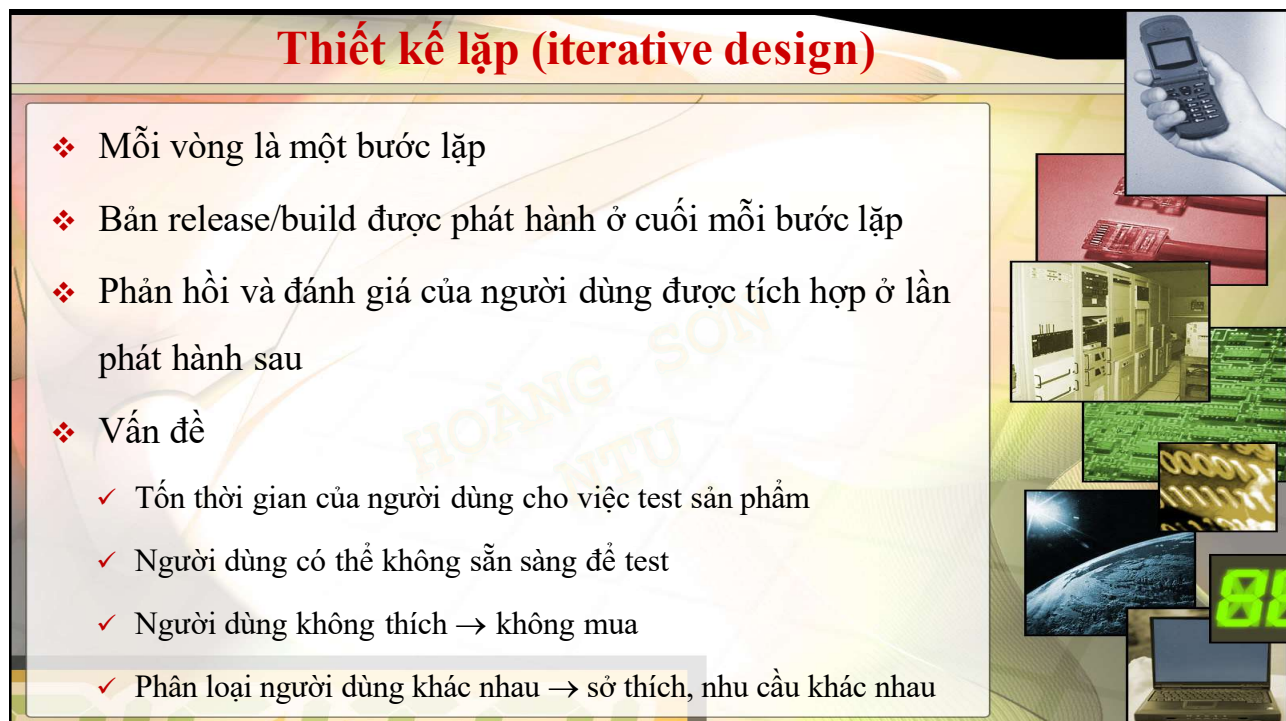 Thiết kế lặp (iterative design)
❖ Mỗi vòng là một bước lặp
❖ Bản release/build được phát hành ở cuối mỗi bước lặp
❖ Phản hồi và đánh giá của người dùng được tích hợp ở lần
phát hành sau
❖ Vấn đề
✓ Tốn thời gian của người dùng cho việc test sản phẩm
✓ Người dùng có thể không sẵn sàng để test
✓ Người dùng không thích → không mua
✓ Phân loại người dùng khác nhau → sở thích, nhu cầu khác nhau
HOÀNG SƠN
NTU